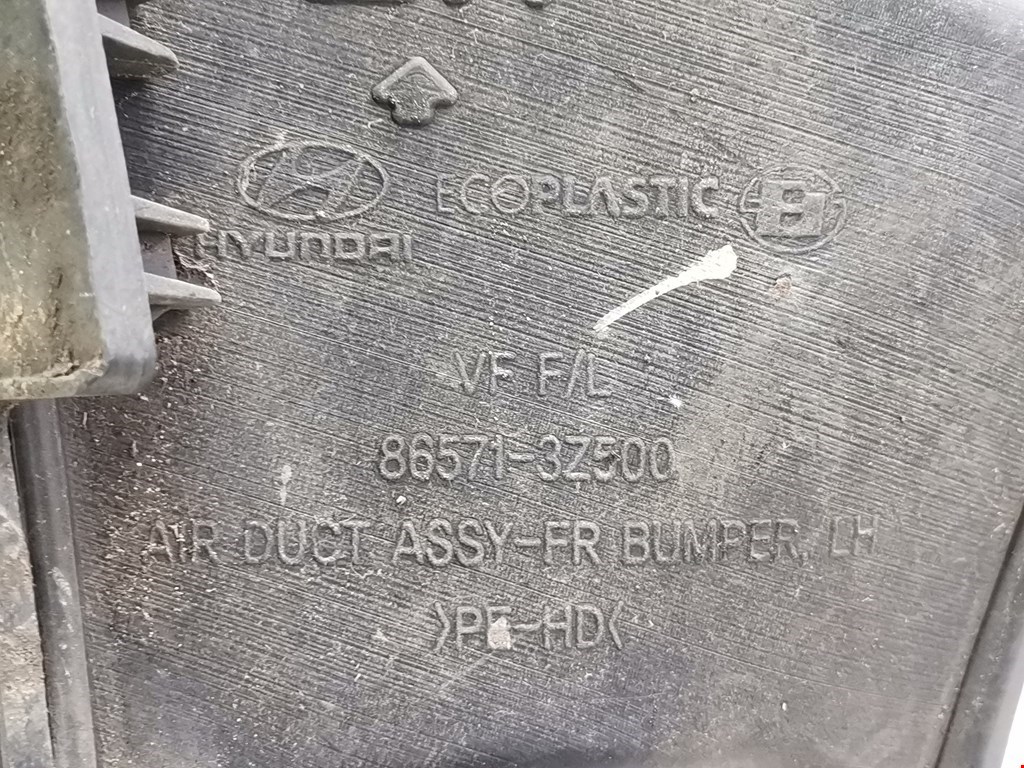 HYUNDAI ECOPLASTIC
VF F/L
86571-3Z500
AIR DUCT ASSY-FR BUMPER, LH
>PE-HD<